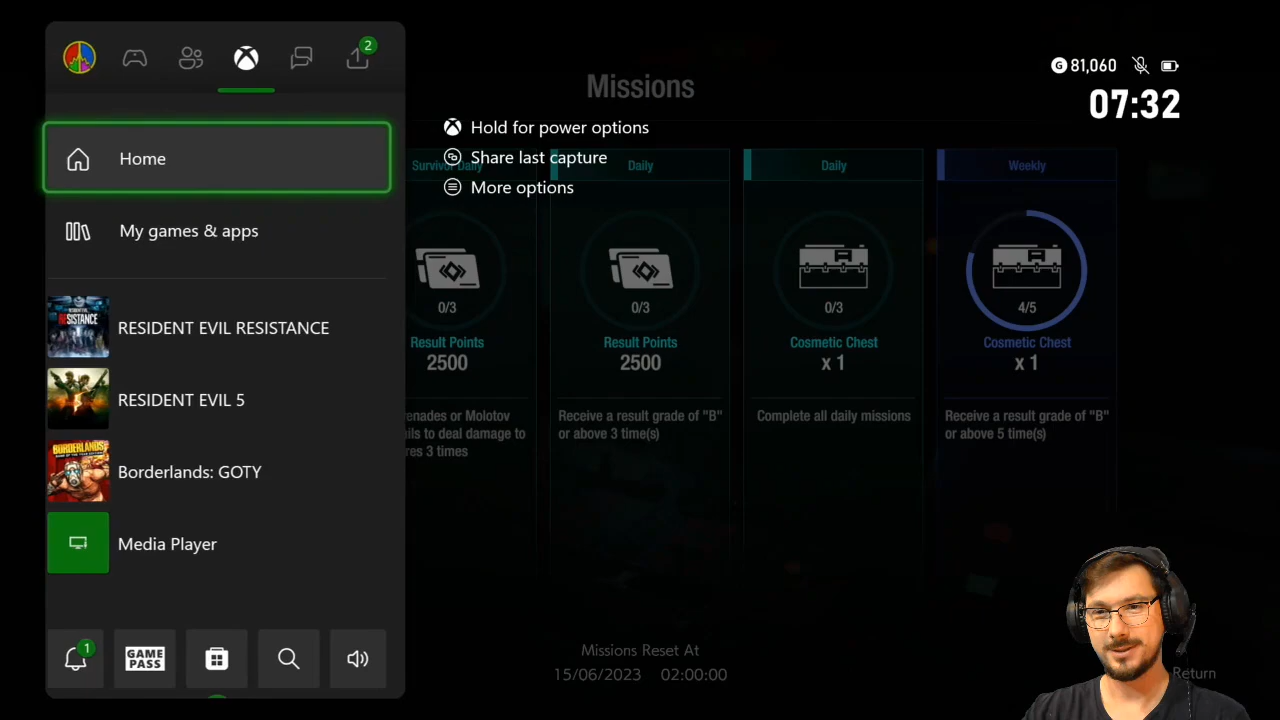 2
81,060
07:32
Missions
Home
My games & apps
RESIDENT EVIL RESISTANCE
RESIDENT EVIL 5
Borderlands: GOTY
Media Player
1
GAME
PASS
Hold for power options
Share last capture
More options
Survivor Daily
0/3
Result Points
2500
enades or Molotov
ils to deal damage to
res 3 times
Daily
0/3
Result Points
2500
Receive a result grade of "B"
or above 3 time(s)
Daily
0/3
Cosmetic Chest
x 1
Complete all daily missions
Weekly
4/5
Cosmetic Chest
x 1
Receive a result grade of "B"
or above 5 time(s)
Missions Reset At
15/06/2023 02:00:00
Return